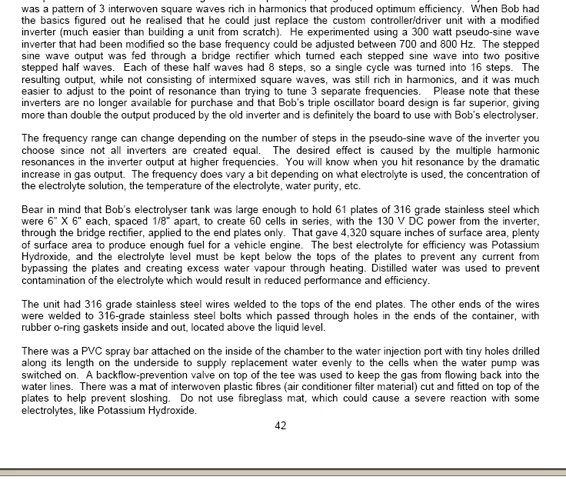 was a pattern of 3 interwoven square waves rich in harmonics that produced optimum efficiency. When Bob had
the basics figured out he realised that he could just replace the custom controller/driver unit with a modified
inverter (much easier than building a unit from scratch). He experimented using a 300 watt pseudo-sine wave
inverter that had been modified so the base frequency could be adjusted between 700 and 800 Hz. The stepped
sine wave output was fed through a bridge rectifier which turned each stepped sine wave into two positive
stepped half waves. Each of these half waves had 8 steps, so a single cycle was turned into 16 steps. The
resulting output, while not consisting of intermixed square waves, was still rich in harmonics, and it was much
easier to adjust to the point of resonance than trying to tune 3 separate frequencies. Please note that these
inverters are no longer available for purchase and that Bob's triple oscillator board design is far superior, giving
more than double the output produced by the old inverter and is definitely the board to use with Bob's electrolyser.
The frequency range can change depending on the number of steps in the pseudo-sine wave of the inverter you
choose since not all inverters are created equal. The desired effect is caused by the multiple harmonic
resonances in the inverter output at higher frequencies. You will know when you hit resonance by the dramatic
increase in gas output. The frequency does vary a bit depending on what electrolyte is used, the concentration of
the electrolyte solution, the temperature of the electrolyte, water purity, etc.
Bear in mind that Bob's electrolyser tank was large enough to hold 61 plates of 316 grade stainless steel which
were 6" X 6" each, spaced 1/8" apart, to create 60 cells in series, with the 130 V DC power from the inverter,
through the bridge rectifier, applied to the end plates only. That gave 4,320 square inches of surface area, plenty
of surface area to produce enough fuel for a vehicle engine. The best electrolyte for efficiency was Potassium
Hydroxide, and the electrolyte level must be kept below the tops of the plates to prevent any current from
bypassing the plates and creating excess water vapour through heating. Distilled water was used to prevent
contamination of the electrolyte which would result in reduced performance and efficiency.
The unit had 316 grade stainless steel wires welded to the tops of the end plates. The other ends of the wires
were welded to 316-grade stainless steel bolts which passed through holes in the ends of the container, with
rubber o-ring gaskets inside and out, located above the liquid level.
There was a PVC spray bar attached on the inside of the chamber to the water injection port with tiny holes drilled
along its length on the underside to supply replacement water evenly to the cells when the water pump was
switched on. A backflow-prevention valve on top of the tee was used to keep the gas from flowing back into the
water lines. There was a mat of interwoven plastic fibres (air conditioner filter material) cut and fitted on top of the
plates to help prevent sloshing. Do not use fibreglass mat, which could cause a severe reaction with some
electrolytes, like Potassium Hydroxide.
42